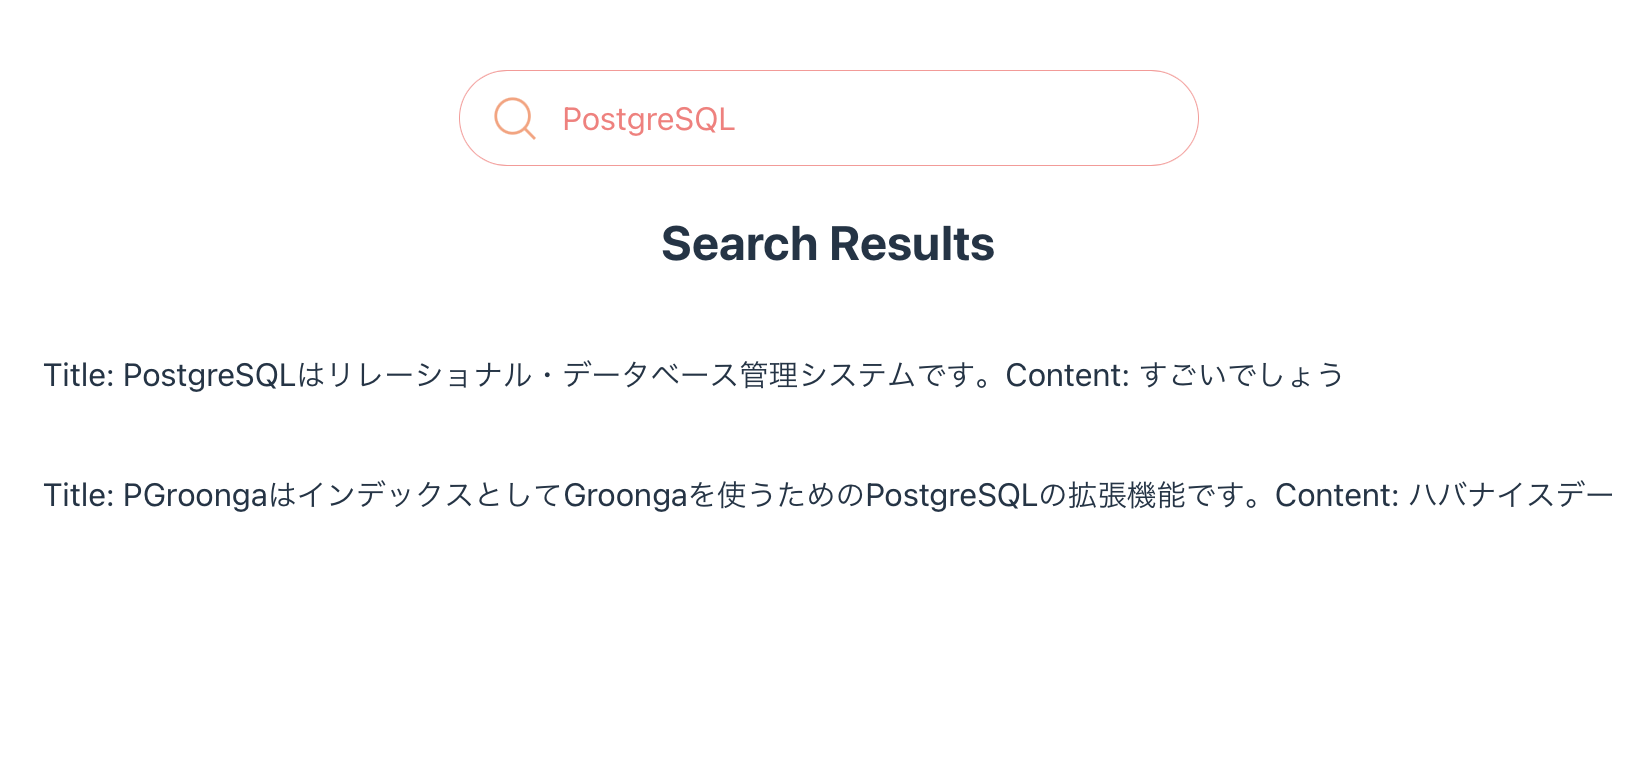 PostgreSQL
Search Results
Title: PostgreSQLはリレーショナル・データベース管理システムです。Content: すごいでしょう
Title: PGroongaはインデックスとしてGroongaを使うためのPostgreSQLの拡張機能です。Content: ハバナイスデー